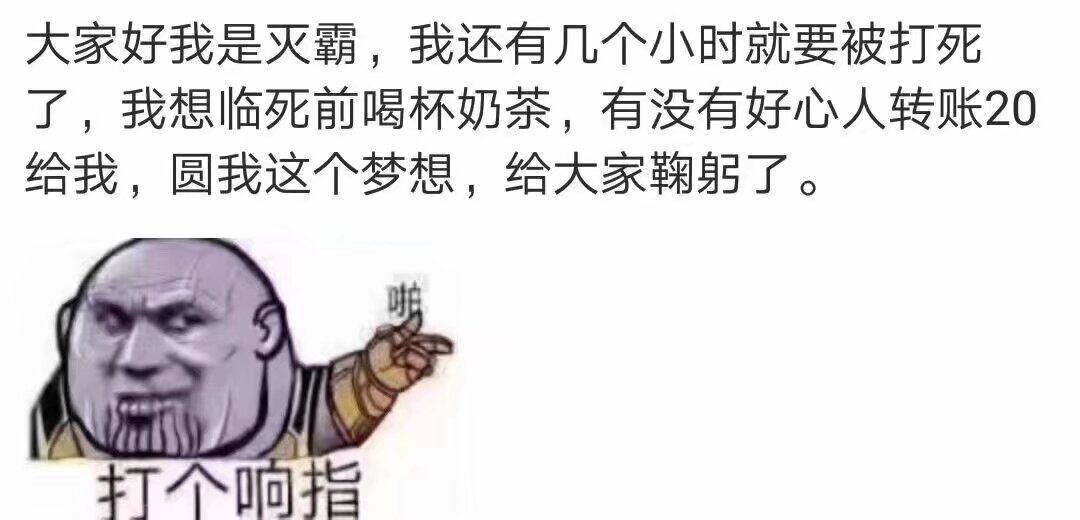 大家好我是灭霸，我还有几个小时就要被打死
了，我想临死前喝杯奶茶，有没有好心人转账20
给我，圆我这个梦想，给大家鞠躬了。
啪
打个响指